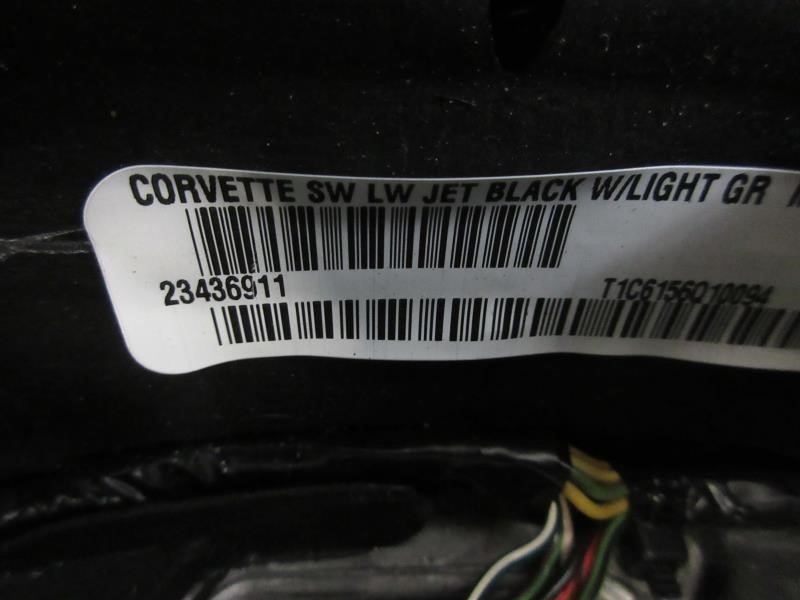 CORVETTE SW LW JET BLACK W/LIGHT GR
23436911 T1C6156Q10094